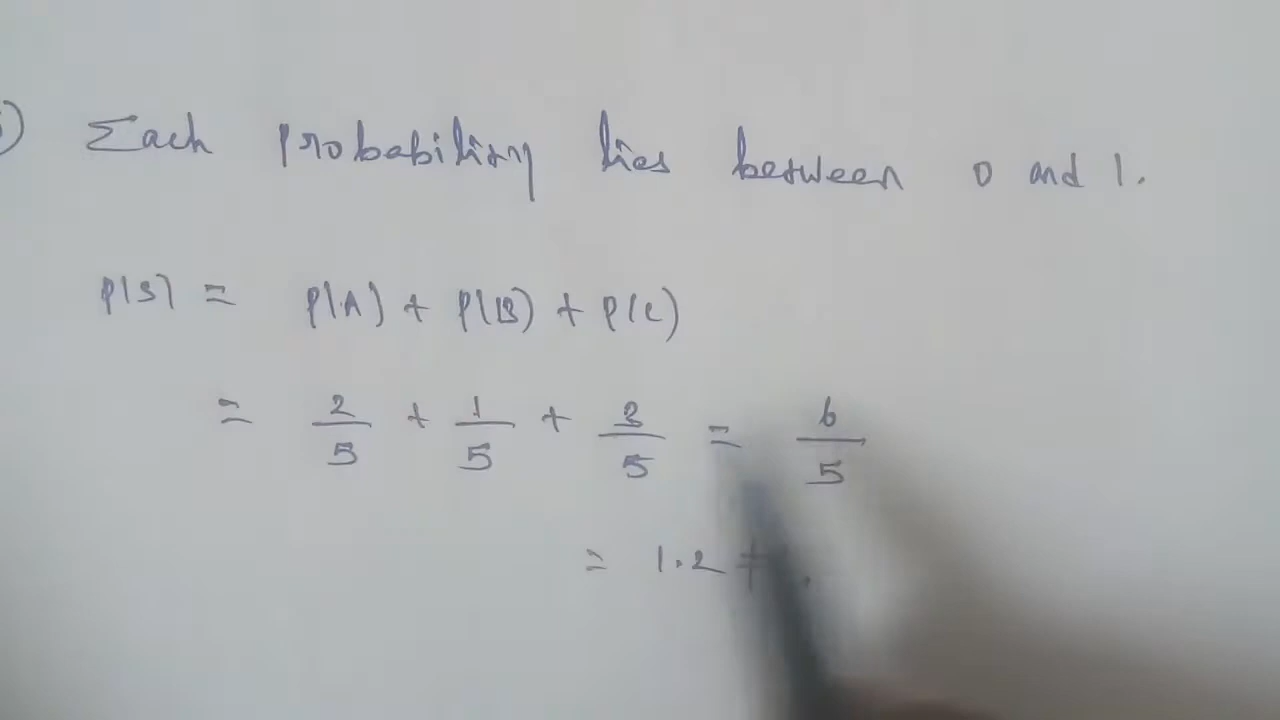 ) Each probability lies between 0 and 1.
P(S) = P(A) + P(B) + P(C)
= 2/5 + 1/5 + 3/5 = 6/5
= 1.2 ≠